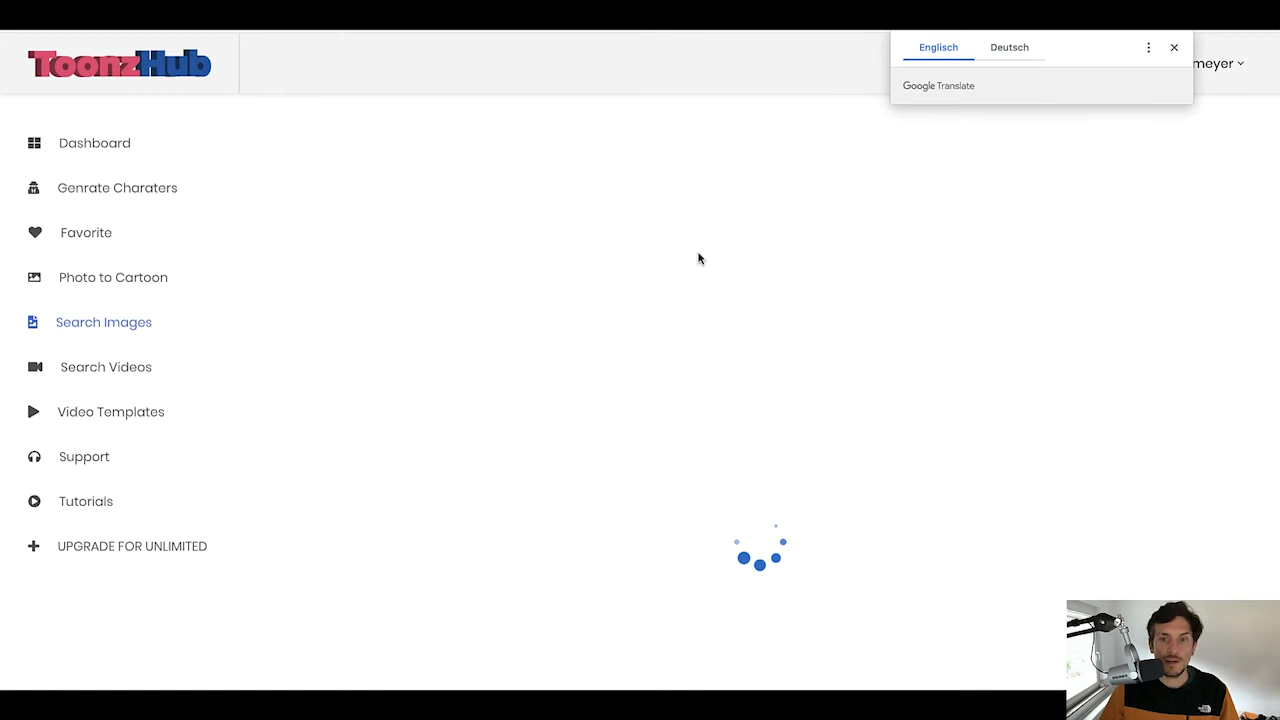 ToonzHub
Englisch
Deutsch
meyer
Google Translate
Dashboard
Genrate Charaters
Favorite
Photo to Cartoon
Search Images
Search Videos
Video Templates
Support
Tutorials
UPGRADE FOR UNLIMITED